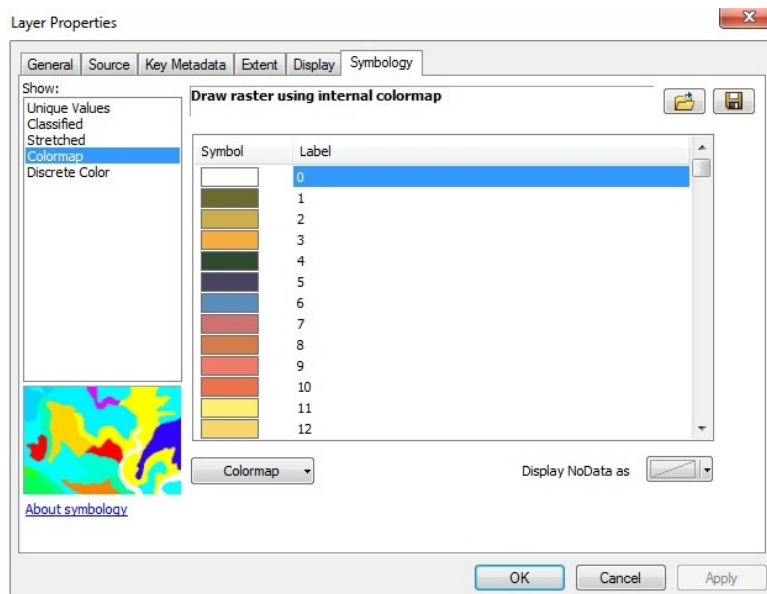 Layer Properties
General Source Key Metadata Extent Display Symbology
Show:
Unique Values
Classified
Stretched
Colormap
Discrete Color
Draw raster using internal colormap
Symbol Label
0
1
2
3
4
5
6
7
8
9
10
11
12
Colormap
Display NoData as
About symbology
OK Cancel Apply